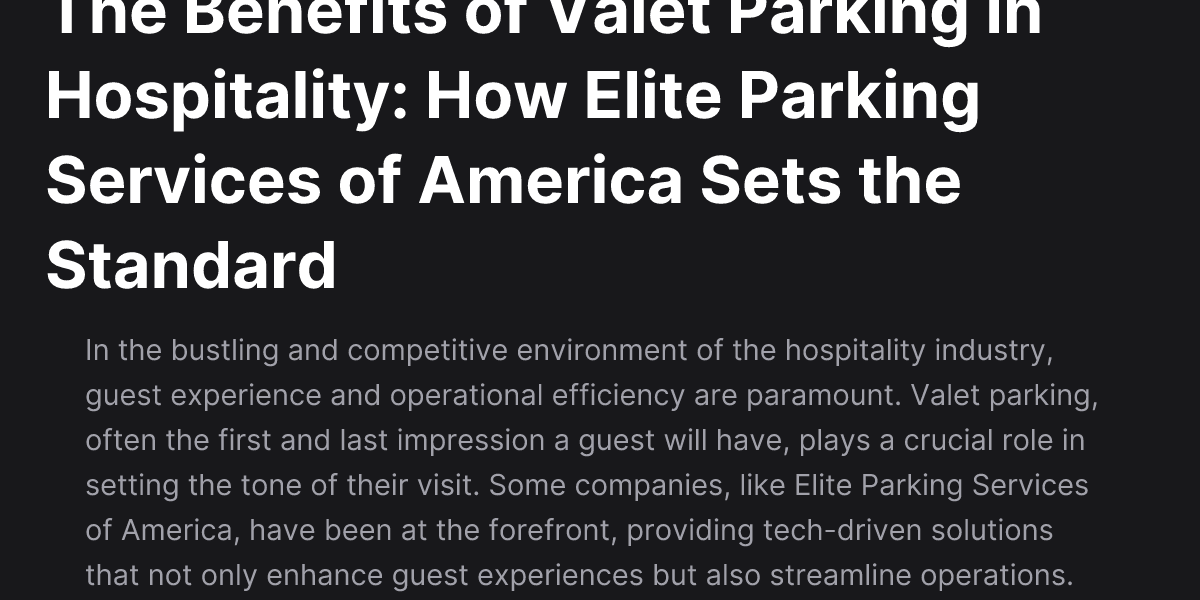 The Benefits of Valet Parking in
Hospitality: How Elite Parking
Services of America Sets the
Standard
In the bustling and competitive environment of the hospitality industry,
guest experience and operational efficiency are paramount. Valet parking,
often the first and last impression a guest will have, plays a crucial role in
setting the tone of their visit. Some companies, like Elite Parking Services
of America, have been at the forefront, providing tech-driven solutions
that not only enhance guest experiences but also streamline operations.